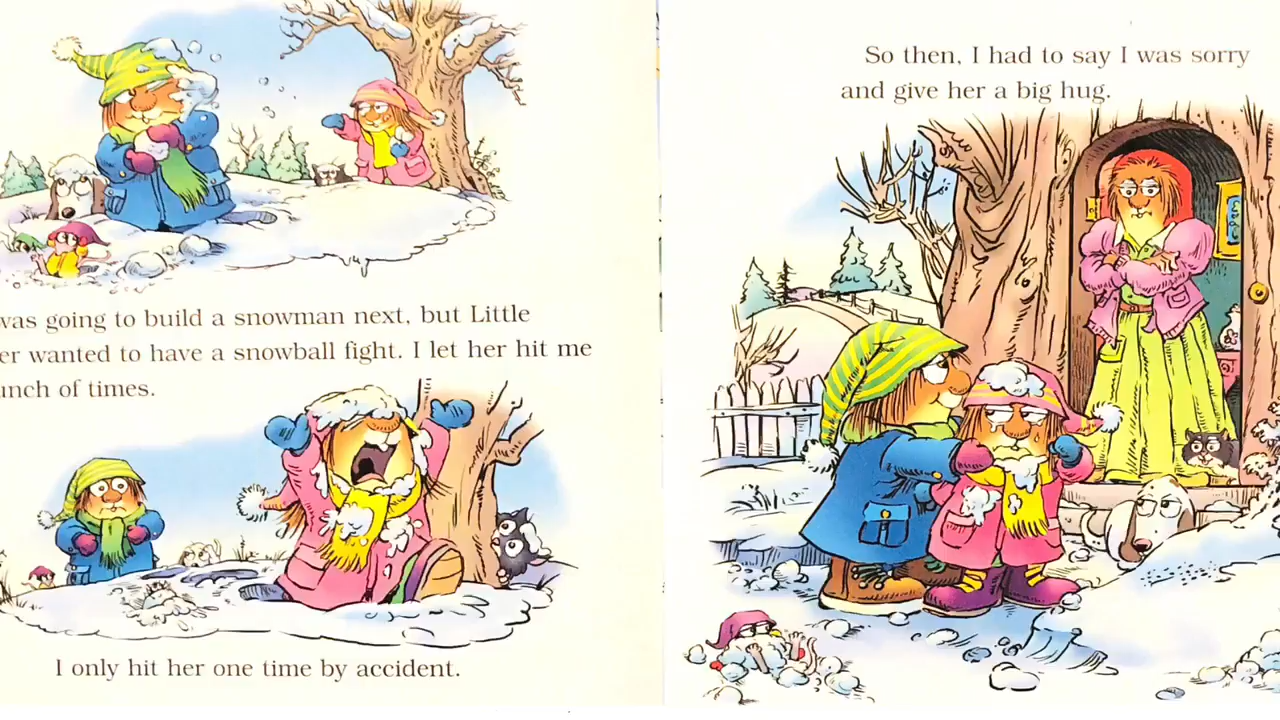 was going to build a snowman next, but Little
er wanted to have a snowball fight. I let her hit me
unch of times.
I only hit her one time by accident.
So then, I had to say I was sorry
and give her a big hug.